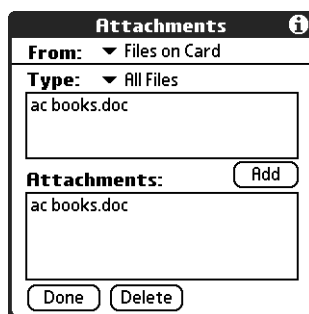 Attachments
From: Files on Card
Type: All Files
ac books.doc
Add
Attachments:
ac books.doc
Done Delete